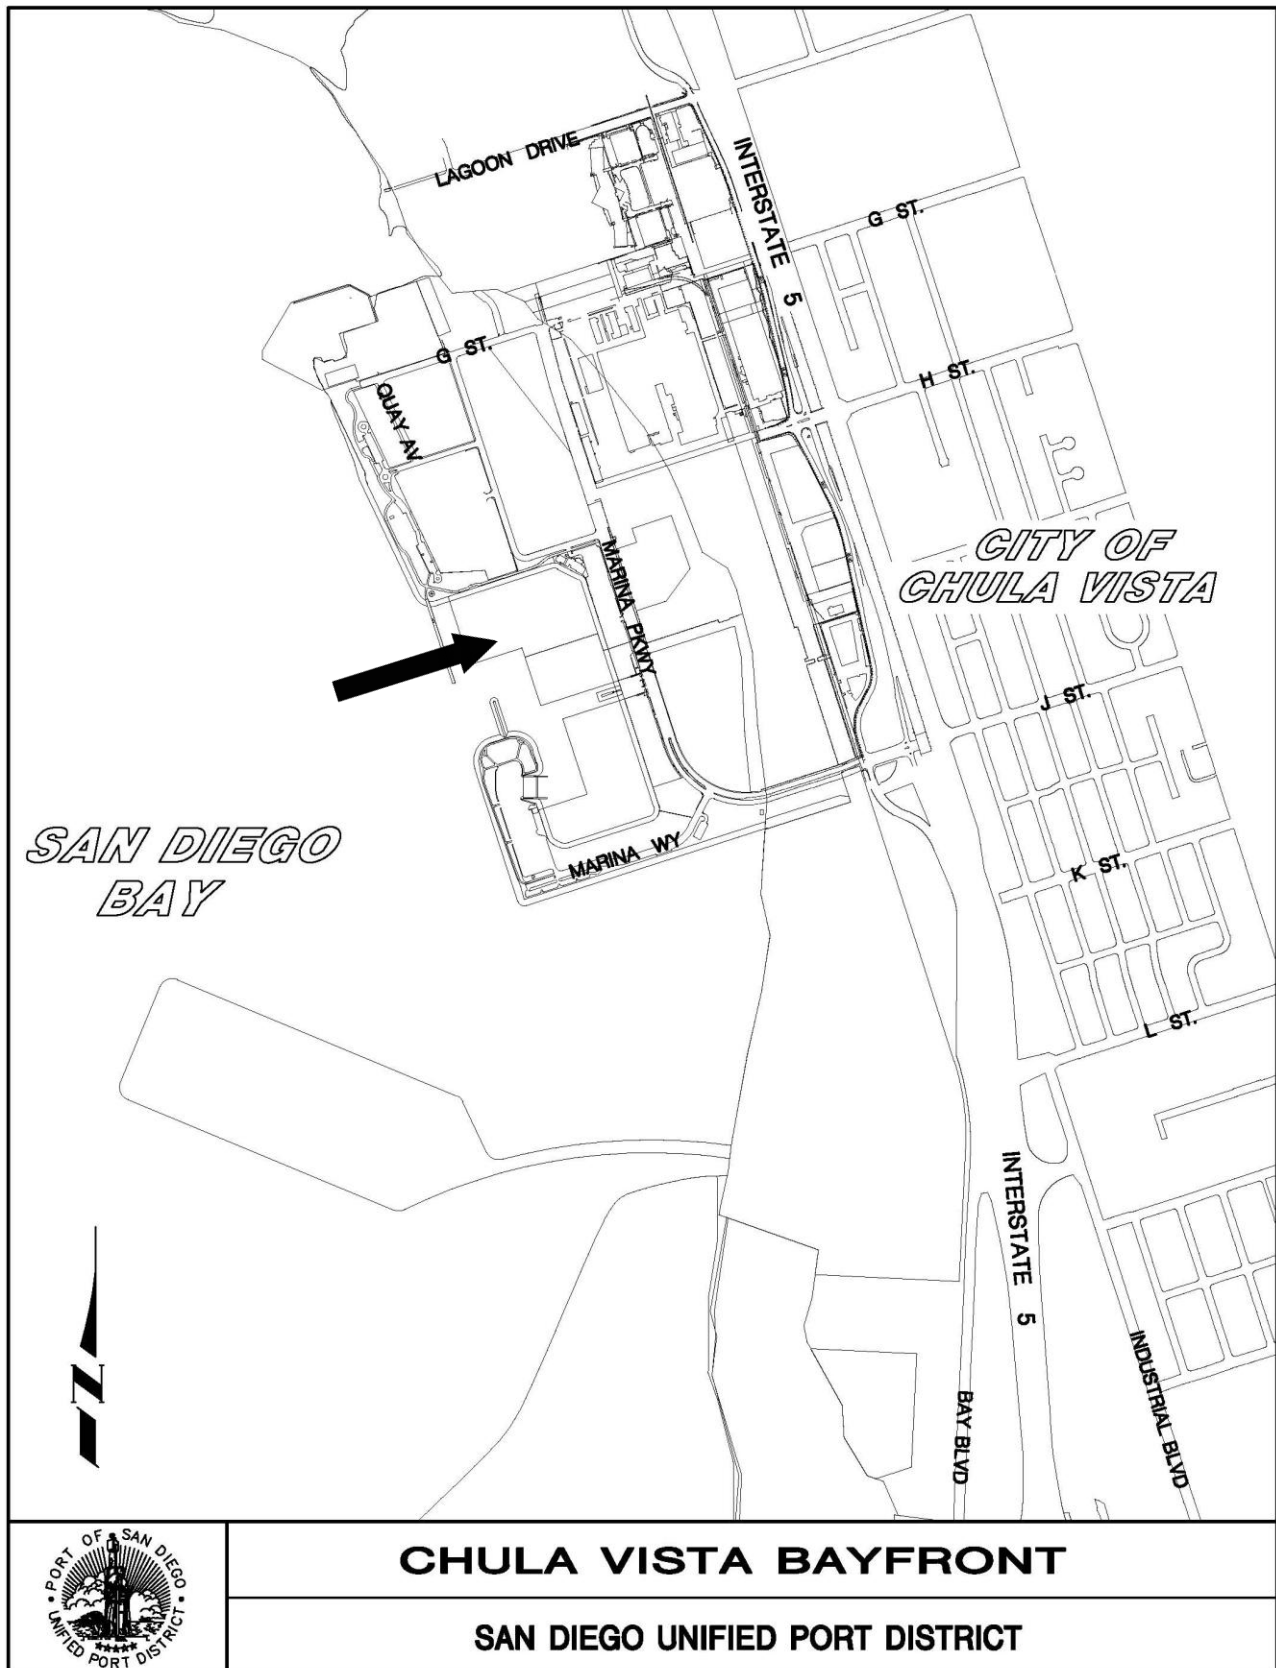 LAGOON DRIVE
INTERSTATE 5
G ST.
G ST.
H ST.
QUAY AV.
MARINA PKWY
CITY OF
CHULA VISTA
J ST.
SAN DIEGO
BAY
MARINA WY
K ST.
L ST.
INTERSTATE 5
N
BAY BLVD
INDUSTRIAL BLVD
PORT OF SAN DIEGO
UNIFIED PORT DISTRICT
CHULA VISTA BAYFRONT
SAN DIEGO UNIFIED PORT DISTRICT